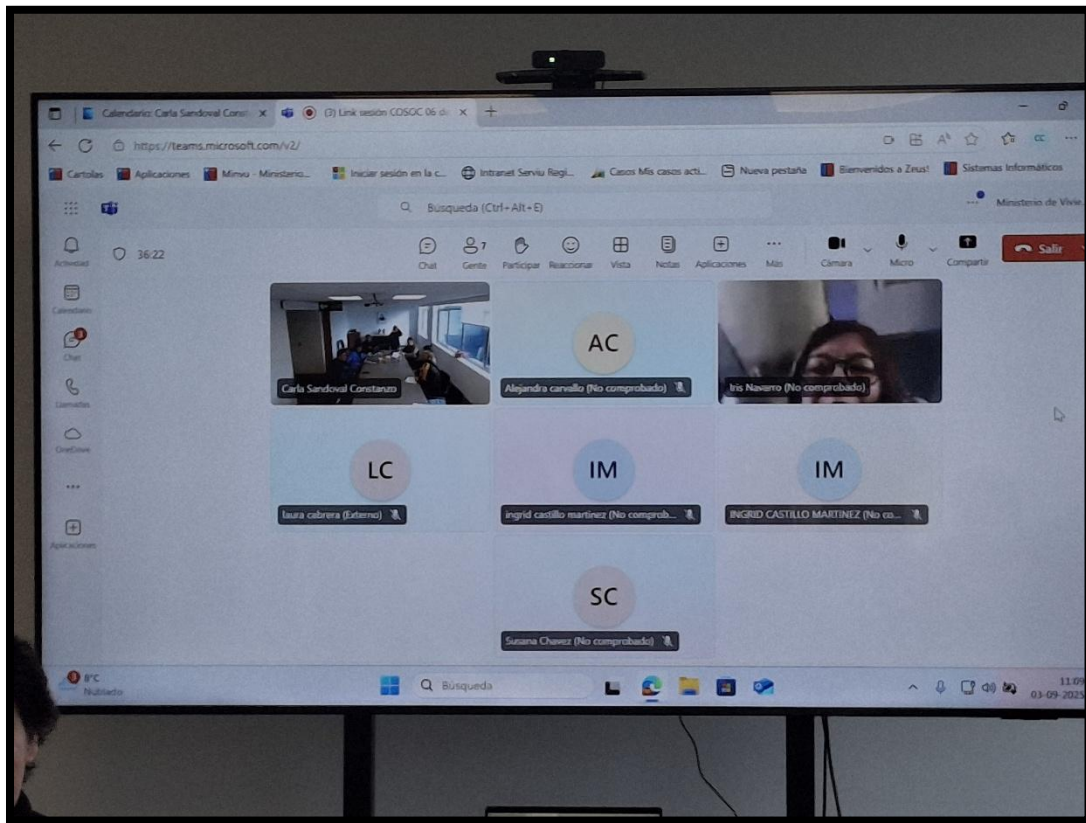 Calendario: Carla Sandoval Const
(3) Link sesión COSOC 06 de
https://teams.microsoft.com/v2/
CC
Cartolas
Aplicaciones
Minvu - Ministerio...
Iniciar sesión en la c...
Intranet Serviu Regi...
Casos Mis casos acti...
Nueva pestaña
Bienvenidos a Zeus!
Sistemas Informáticos
Búsqueda (Ctrl+Alt+E)
Ministerio de Vivie
Actividad
36:22
7
Chat
Gente
Participar
Reaccionar
Vista
Notas
Aplicaciones
Más
Cámara
Micro
Compartir
Salir
Calendario
3
Chat
Llamadas
OneDrive
Aplicaciones
Carla Sandoval Constanzo
AC
Alejandra carvallo (No comprobado)
Iris Navarro (No comprobado)
LC
laura cabrera (Externo)
IM
ingrid castillo martinez (No comprob...
IM
INGRID CASTILLO MARTINEZ (No co...
SC
Susana Chavez (No comprobado)
3
8°C
Nublado
Búsqueda
11:09
03-09-2025